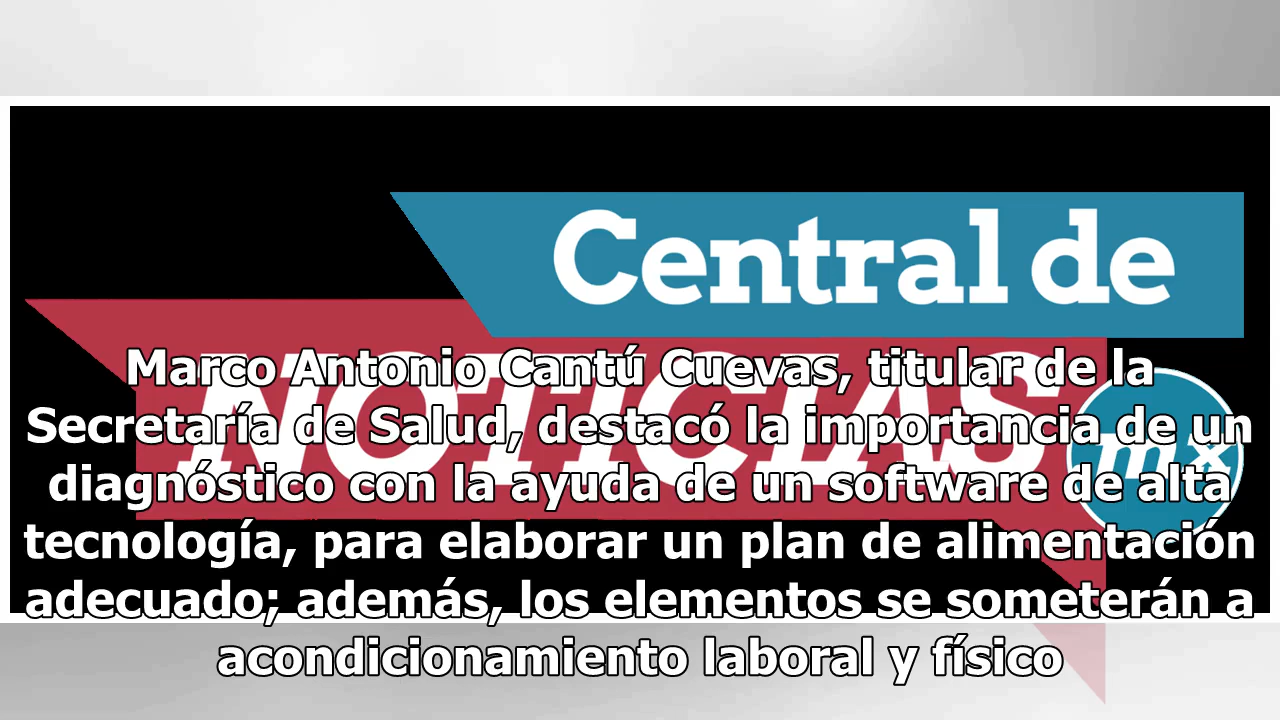 Central de
NOTICIAS
mx
Marco Antonio Cantú Cuevas, titular de la
Secretaría de Salud, destacó la importancia de un
diagnóstico con la ayuda de un software de alta
tecnología, para elaborar un plan de alimentación
adecuado; además, los elementos se someterán a
acondicionamiento laboral y físico